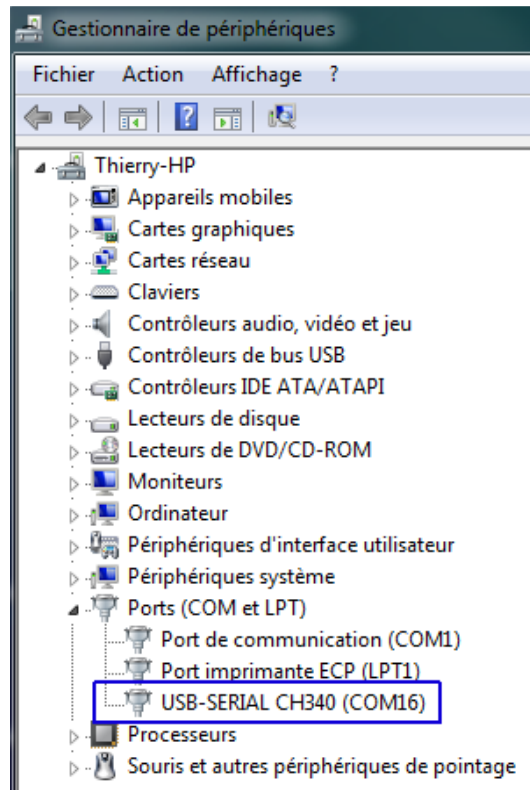 Gestionnaire de périphériques
Fichier Action Affichage ?
Thierry-HP
Appareils mobiles
Cartes graphiques
Cartes réseau
Claviers
Contrôleurs audio, vidéo et jeu
Contrôleurs de bus USB
Contrôleurs IDE ATA/ATAPI
Lecteurs de disque
Lecteurs de DVD/CD-ROM
Moniteurs
Ordinateur
Périphériques d'interface utilisateur
Périphériques système
Ports (COM et LPT)
Port de communication (COM1)
Port imprimante ECP (LPT1)
USB-SERIAL CH340 (COM16)
Processeurs
Souris et autres périphériques de pointage